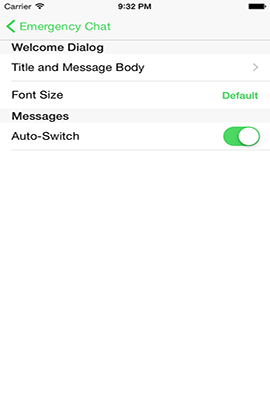 Carrier 9:32 PM
Emergency Chat
Welcome Dialog
Title and Message Body
Font Size Default
Messages
Auto-Switch